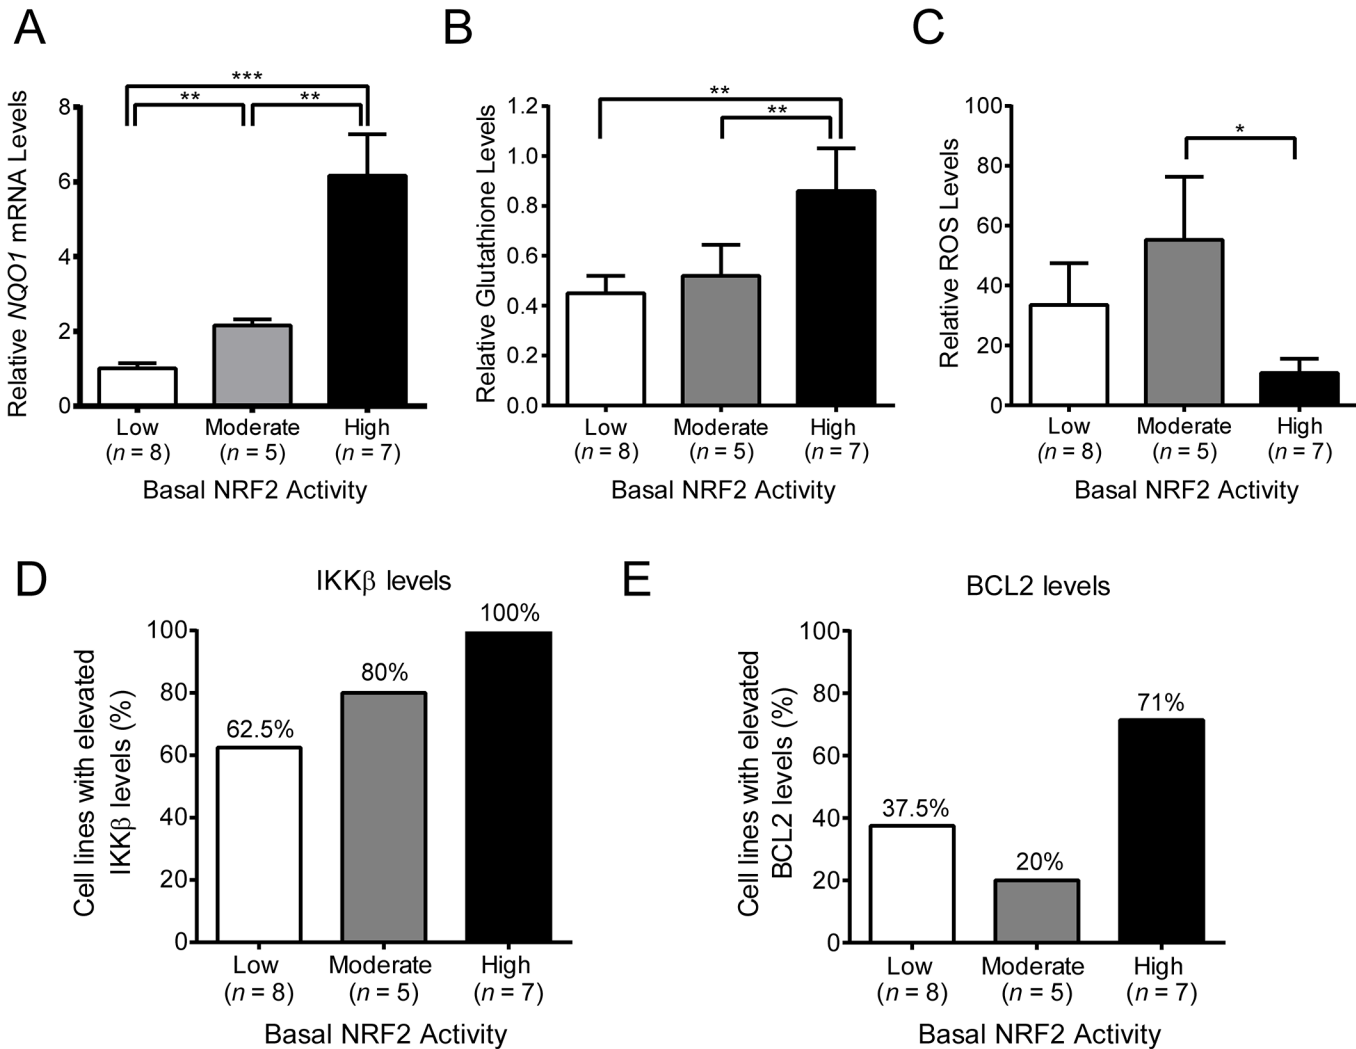 A
Relative NQO1 mRNA Levels
8
6
4
2
0
***
**
**
Low
(n = 8)
Moderate
(n = 5)
High
(n = 7)
Basal NRF2 Activity
B
Relative Glutathione Levels
1.2
1.0
0.8
0.6
0.4
0.2
0.0
**
**
Low
(n = 8)
Moderate
(n = 5)
High
(n = 7)
Basal NRF2 Activity
C
Relative ROS Levels
100
80
60
40
20
0
*
Low
(n = 8)
Moderate
(n = 5)
High
(n = 7)
Basal NRF2 Activity
D
IKKβ levels
Cell lines with elevated
IKKβ levels (%)
100
80
60
40
20
0
62.5%
80%
100%
Low
(n = 8)
Moderate
(n = 5)
High
(n = 7)
Basal NRF2 Activity
E
BCL2 levels
Cell lines with elevated
BCL2 levels (%)
100
80
60
40
20
0
37.5%
20%
71%
Low
(n = 8)
Moderate
(n = 5)
High
(n = 7)
Basal NRF2 Activity